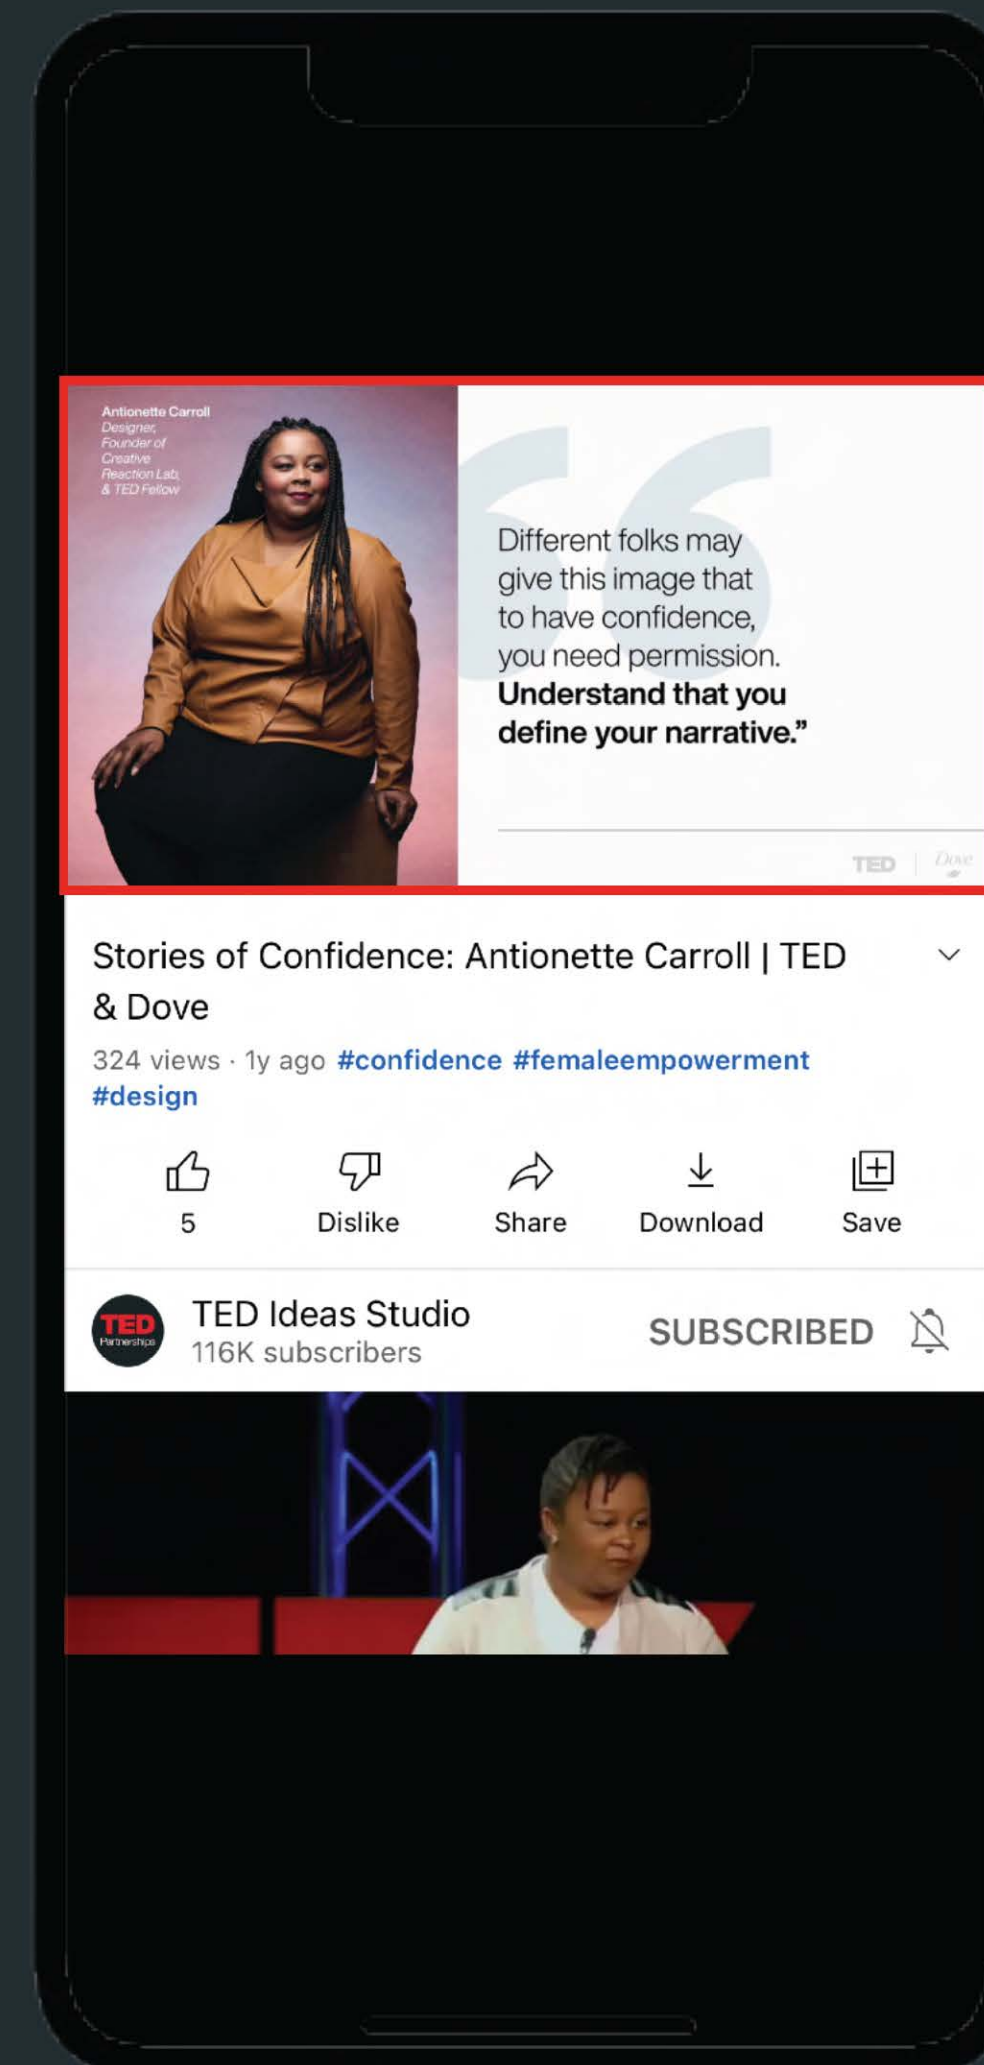 Antionette Carroll
Designer,
Founder of
Creative
Reaction Lab,
& TED Fellow
Different folks may
give this image that
to have confidence,
you need permission.
Understand that you
define your narrative.”
TED | Dove
Stories of Confidence: Antionette Carroll | TED
& Dove
324 views · 1y ago #confidence #femaleempowerment
#design
5 Dislike Share Download Save
TED
Partnerships
TED Ideas Studio
116K subscribers
SUBSCRIBED